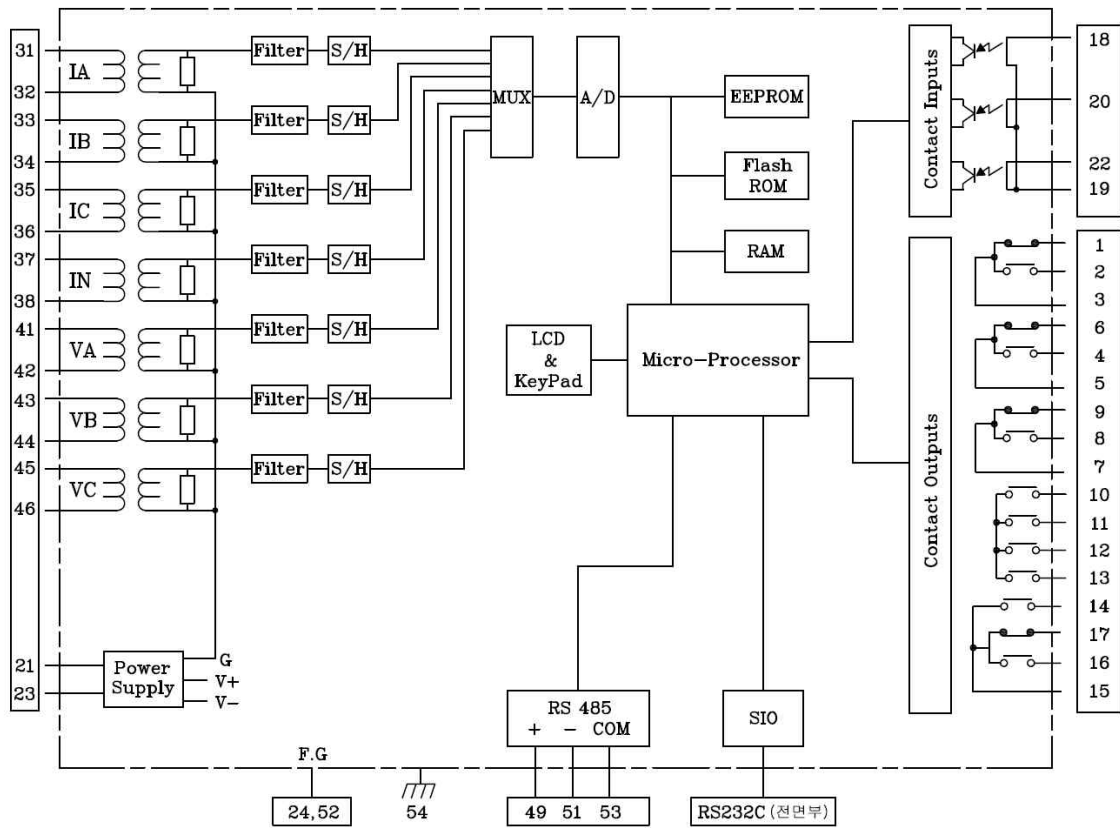 31
IA
32
33
IB
34
35
IC
36
37
IN
38
41
VA
42
43
VB
44
45
VC
46
21
23
Power
Supply
G
V+
V-
Filter S/H
Filter S/H
Filter S/H
Filter S/H
Filter S/H
Filter S/H
Filter S/H
MUX
A/D
EEPROM
Flash
ROM
RAM
LCD
&
KeyPad
Micro-Processor
RS 485
+ - COM
SIO
F.G
24,52
54
49 51 53
RS232C (전면부)
Contact Inputs
18
20
22
19
Contact Outputs
1
2
3
6
4
5
9
8
7
10
11
12
13
14
17
16
15